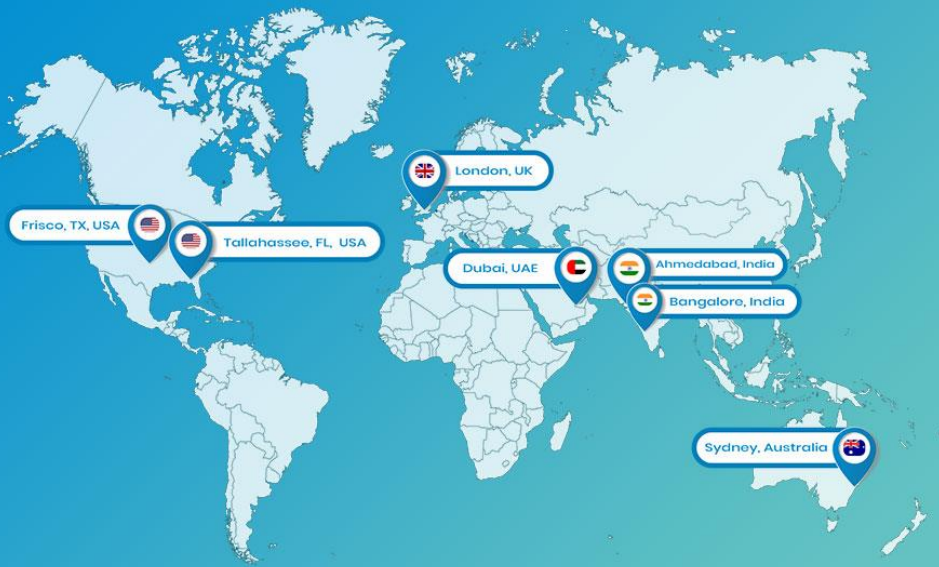 London, UK
Frisco, TX, USA
Tallahassee, FL, USA
Dubai, UAE
Ahmedabad, India
Bangalore, India
Sydney, Australia